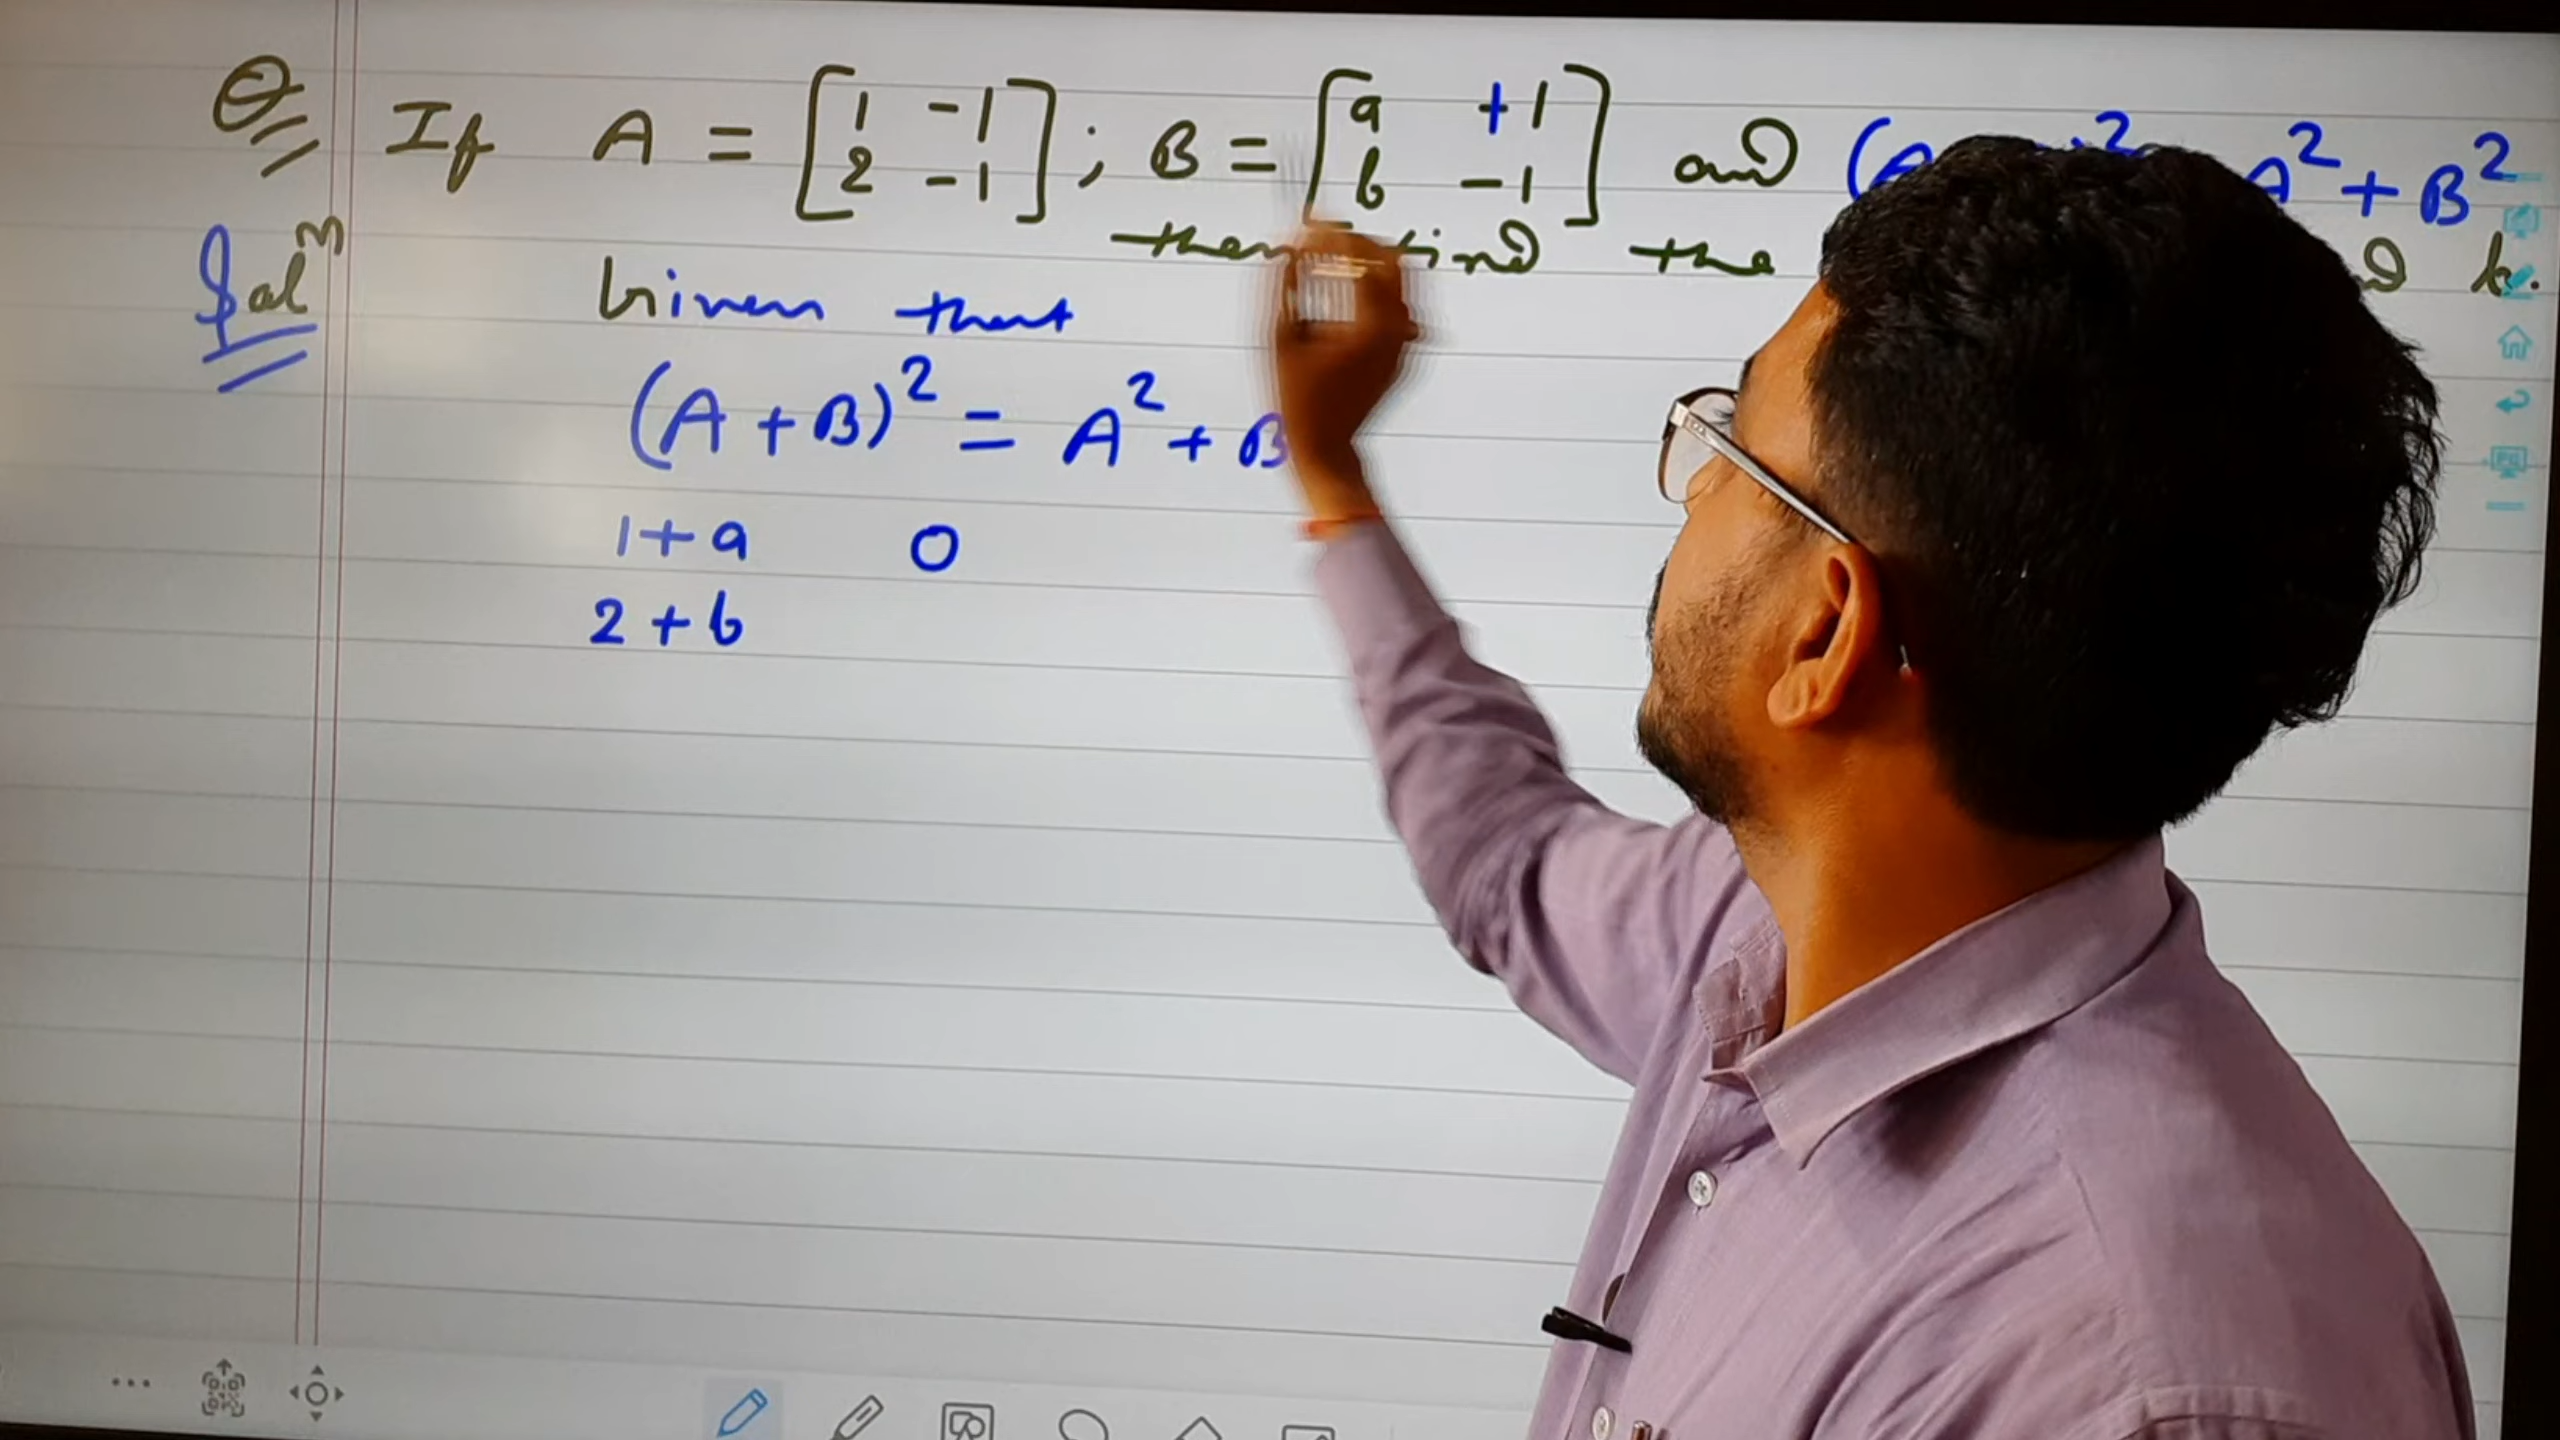 Q If A = [1 -1; B = [a +1] and (A 2 A² + B²
2 -1] b -1
then find the k.
Solⁿ Given that
(A + B)² = A² + B
1 + a 0
2 + b